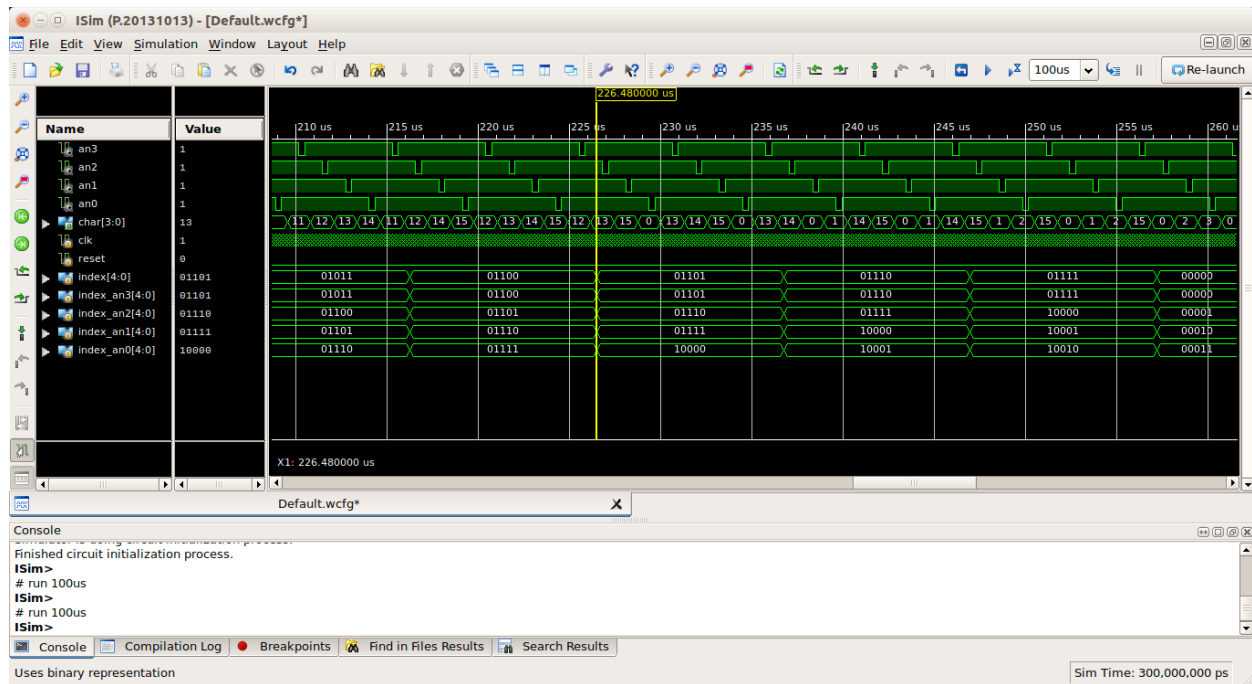 ISim (P.20131013) - [Default.wcfg*]
File Edit View Simulation Window Layout Help
100us Re-launch
226.480000 us
Name Value 210 us 215 us 220 us 225 us 230 us 235 us 240 us 245 us 250 us 255 us 260 u
an3 1
an2 1
an1 1
an0 1
char[3:0] 13 11 12 13 14 11 12 14 15 12 13 14 15 12 13 15 0 13 14 15 0 13 14 0 1 14 15 0 1 14 15 1 2 15 0 1 2 15 0 2 3 0
clk 1
reset 0
index[4:0] 01101 01011 01100 01101 01110 01111 00000
index_an3[4:0] 01101 01011 01100 01101 01110 01111 00000
index_an2[4:0] 01110 01100 01101 01110 01111 10000 00001
index_an1[4:0] 01111 01101 01110 01111 10000 10001 00010
index_an0[4:0] 10000 01110 01111 10000 10001 10010 00011
X1: 226.480000 us
Default.wcfg*
Console
Finished circuit initialization process.
ISim>
# run 100us
ISim>
# run 100us
ISim>
Console Compilation Log Breakpoints Find in Files Results Search Results
Uses binary representation Sim Time: 300,000,000 ps